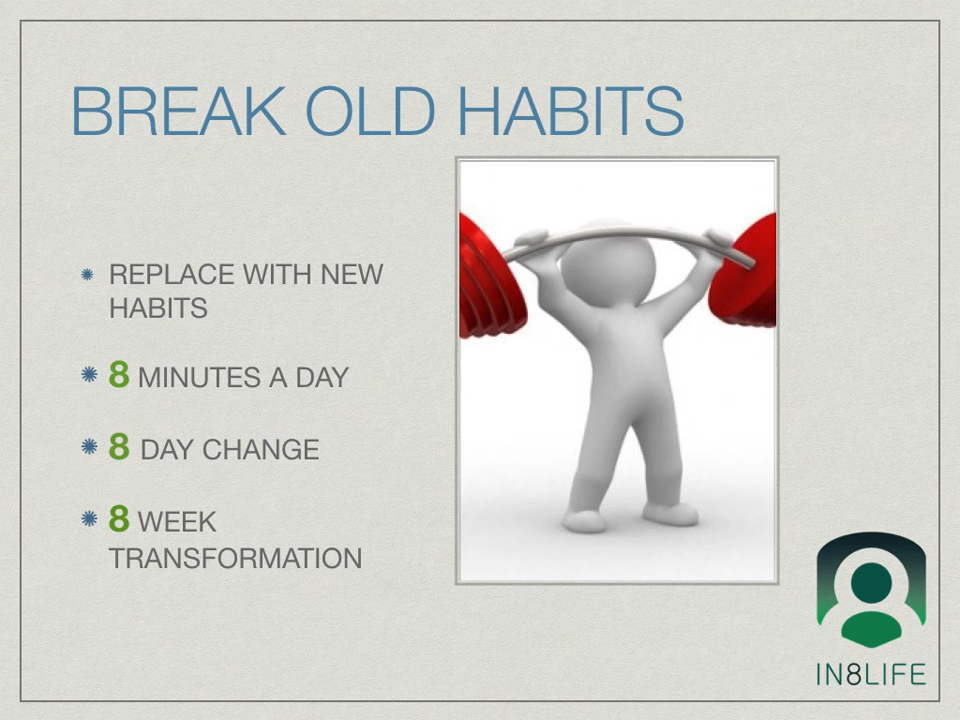 BREAK OLD HABITS
REPLACE WITH NEW
HABITS
8 MINUTES A DAY
8 DAY CHANGE
8 WEEK
TRANSFORMATION
IN8LIFE